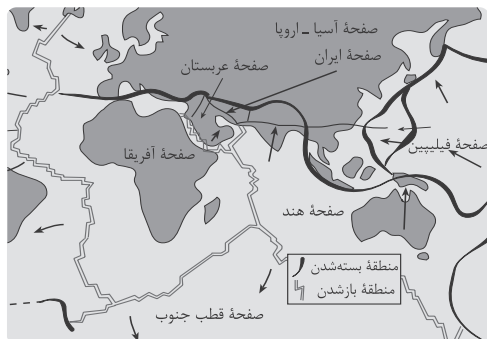 صفحهٔ آسیا ـ اروپا
صفحهٔ ایران
صفحهٔ عربستان
صفحهٔ فیلیپین
صفحهٔ آفریقا
صفحهٔ هند
منطقهٔ بسته‌شدن
منطقهٔ بازشدن
صفحهٔ قطب جنوب